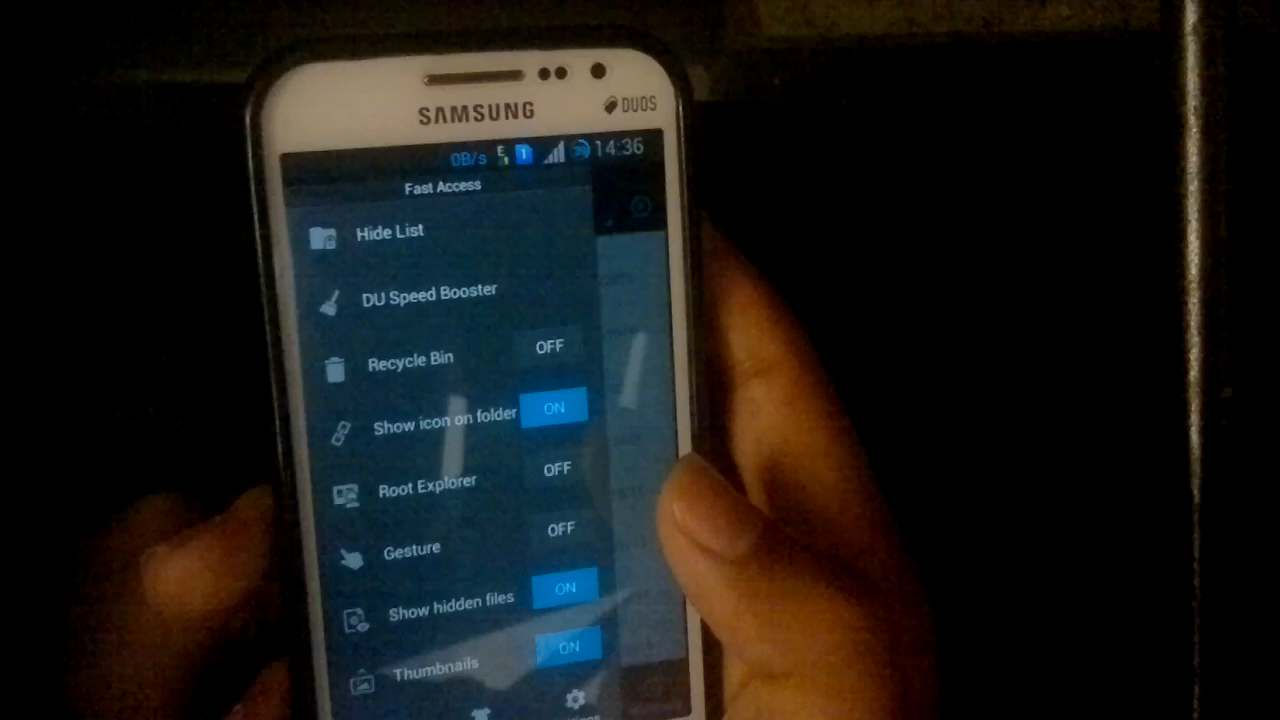 SAMSUNG
DUOS
0B/s E 1 14:36
Fast Access
Hide List
DU Speed Booster
Recycle Bin OFF
Show icon on folder ON
Root Explorer OFF
Gesture OFF
Show hidden files ON
Thumbnails ON